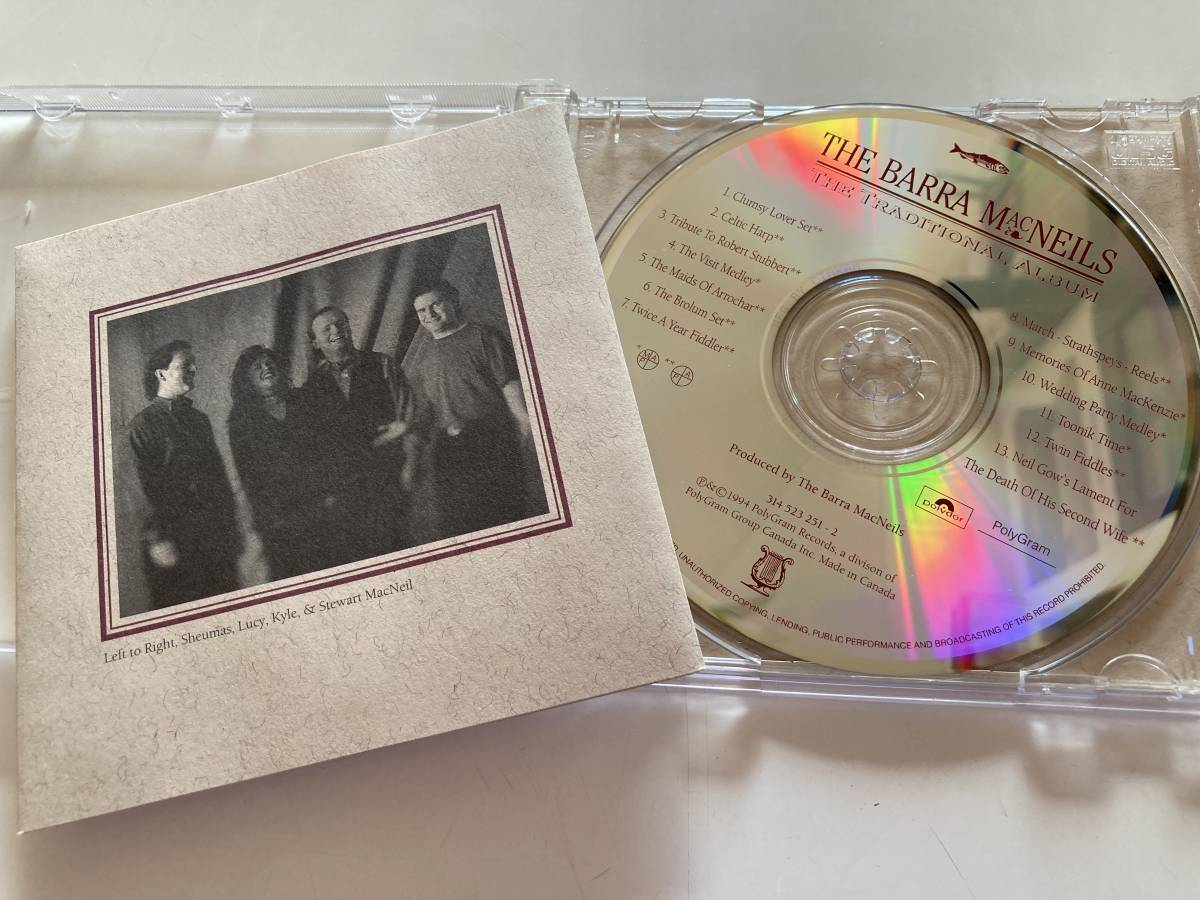 Left to Right, Sheumas, Lucy, Kyle, & Stewart MacNeil
THE BARRA MACNEILS
THE TRADITIONAL ALBUM
1. Clumsy Lover Set**
2. Celtic Harp**
3. Tribute To Robert Stubbert**
4. The Visit Medley*
5. The Maids Of Arrochar**
6. The Brolum Set**
7. Twice A Year Fiddler**
8. March - Strathspeys - Reels**
9. Memories Of Anne MacKenzie*
10. Wedding Party Medley*
11. Toonik Time*
12. Twin Fiddles**
13. Neil Gow's Lament For
The Death Of His Second Wife **
Produced by The Barra MacNeils
314 523 251 - 2
℗&©1994 PolyGram Records, a division of
PolyGram Group Canada Inc. Made in Canada
Polydor
PolyGram
UNAUTHORIZED COPYING, LENDING, PUBLIC PERFORMANCE AND BROADCASTING OF THIS RECORD PROHIBITED.